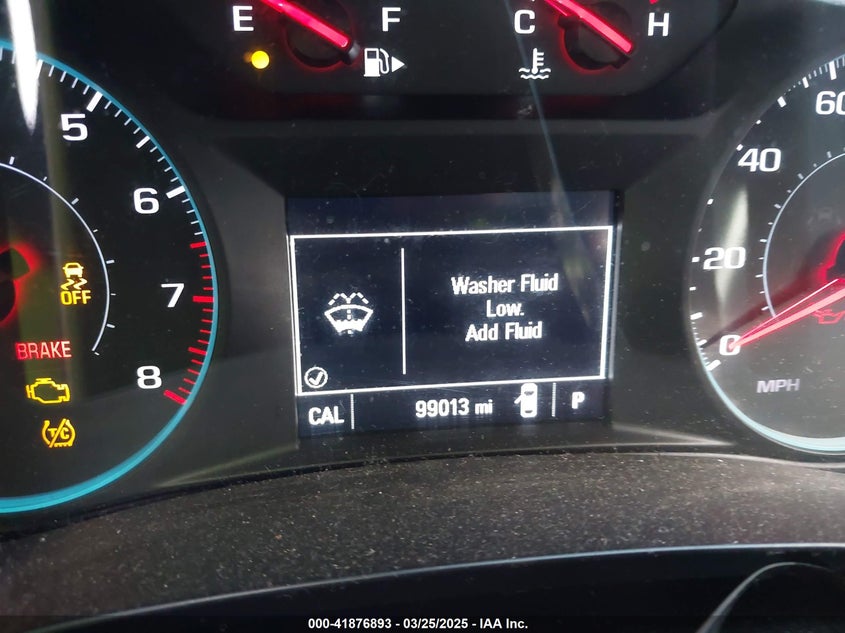 E F
C H
5
6
7
8
60
40
20
0
MPH
OFF
BRAKE
T/C
Washer Fluid
Low.
Add Fluid
CAL 99013 mi P
000-41876893 / 03/25/2025 - IAA Inc.